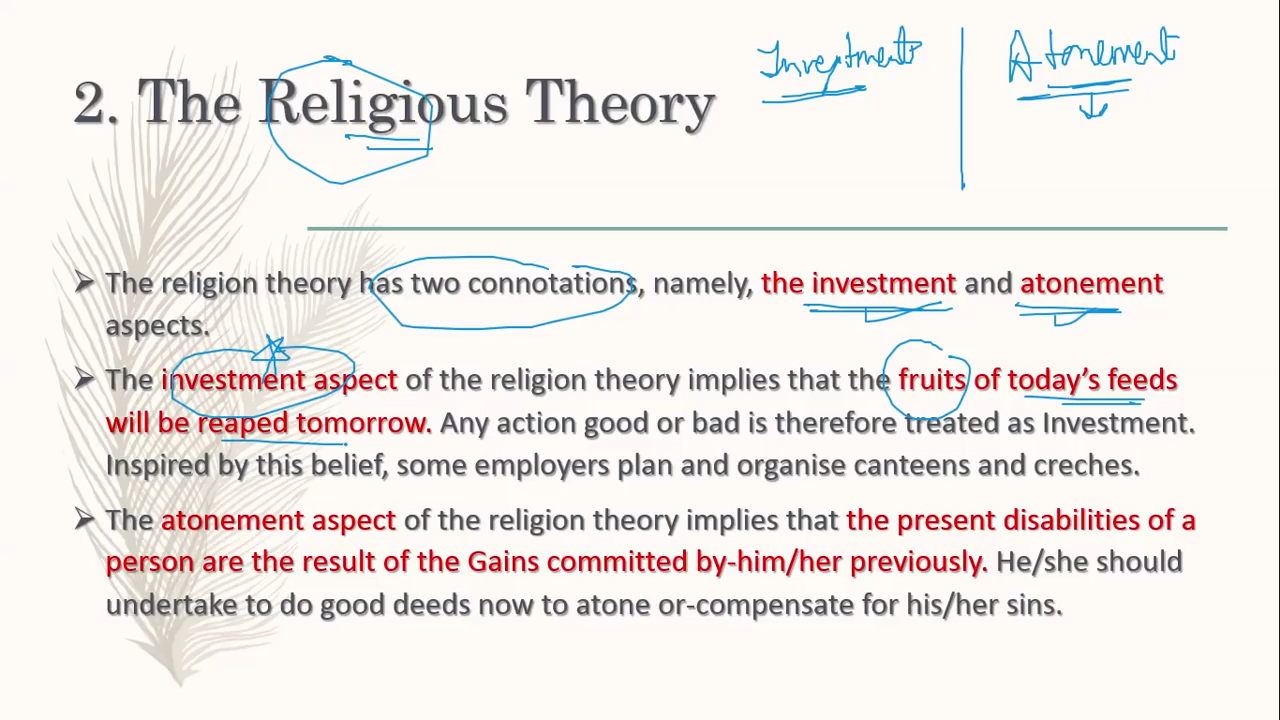 Investment
Atonement
2. The Religious Theory
The religion theory has two connotations, namely, the investment and atonement
aspects.
The investment aspect of the religion theory implies that the fruits of today's feeds
will be reaped tomorrow. Any action good or bad is therefore treated as Investment.
Inspired by this belief, some employers plan and organise canteens and creches.
The atonement aspect of the religion theory implies that the present disabilities of a
person are the result of the Gains committed by-him/her previously. He/she should
undertake to do good deeds now to atone or-compensate for his/her sins.